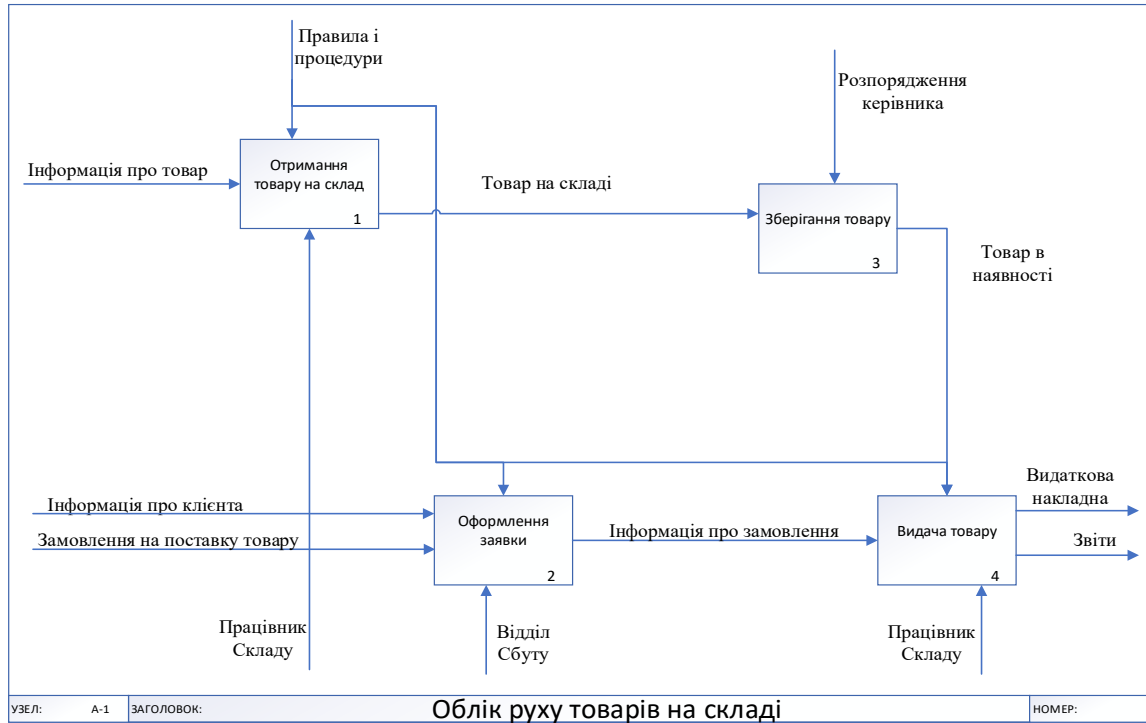 Правила і
процедури
Розпорядження
керівника
Інформація про товар
Отримання
товару на склад
1
Товар на складі
Зберігання товару
3
Товар в
наявності
Інформація про клієнта
Замовлення на поставку товару
Оформлення
заявки
2
Інформація про замовлення
Видача товару
4
Видаткова
накладна
Звіти
Працівник
Складу
Відділ
Сбуту
Працівник
Складу
УЗЕЛ: А-1 ЗАГОЛОВОК: Облік руху товарів на складі НОМЕР: